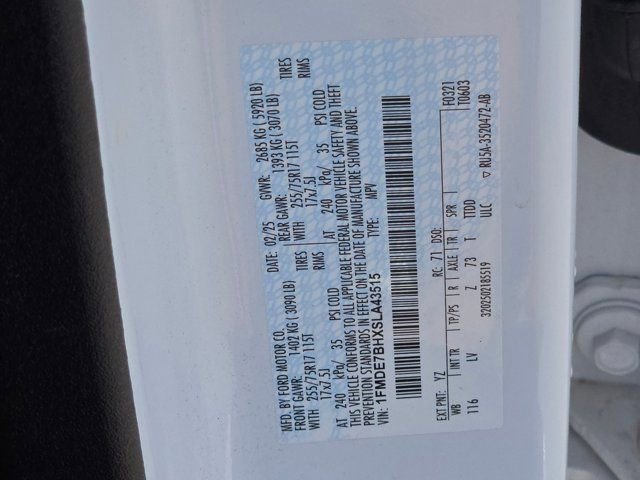 MFD. BY FORD MOTOR CO.
DATE: 02/25 GVWR: 2685 KG ( 5920 LB)
FRONT GAWR: 1402 KG ( 3090 LB) REAR GAWR: 1393 KG ( 3070 LB)
WITH 255/75R17 115T TIRES WITH 255/75R17 115T TIRES
17x7.5J RIMS 17x7.5J RIMS
AT 240 kPa/ 35 PSI COLD AT 240 kPa/ 35 PSI COLD
THIS VEHICLE CONFORMS TO ALL APPLICABLE FEDERAL MOTOR VEHICLE SAFETY AND THEFT
PREVENTION STANDARDS IN EFFECT ON THE DATE OF MANUFACTURE SHOWN ABOVE.
VIN: 1FMDE7BHXSLA43515 TYPE: MPV
F0321
T0603
EXT PNT: YZ RC: 71 DSO:
WB INT TR TP/PS R AXLE TR SPR
116 LV Z 73 T TTDD
ULC
3202502185519 ▽ RU5A-3520472-AB